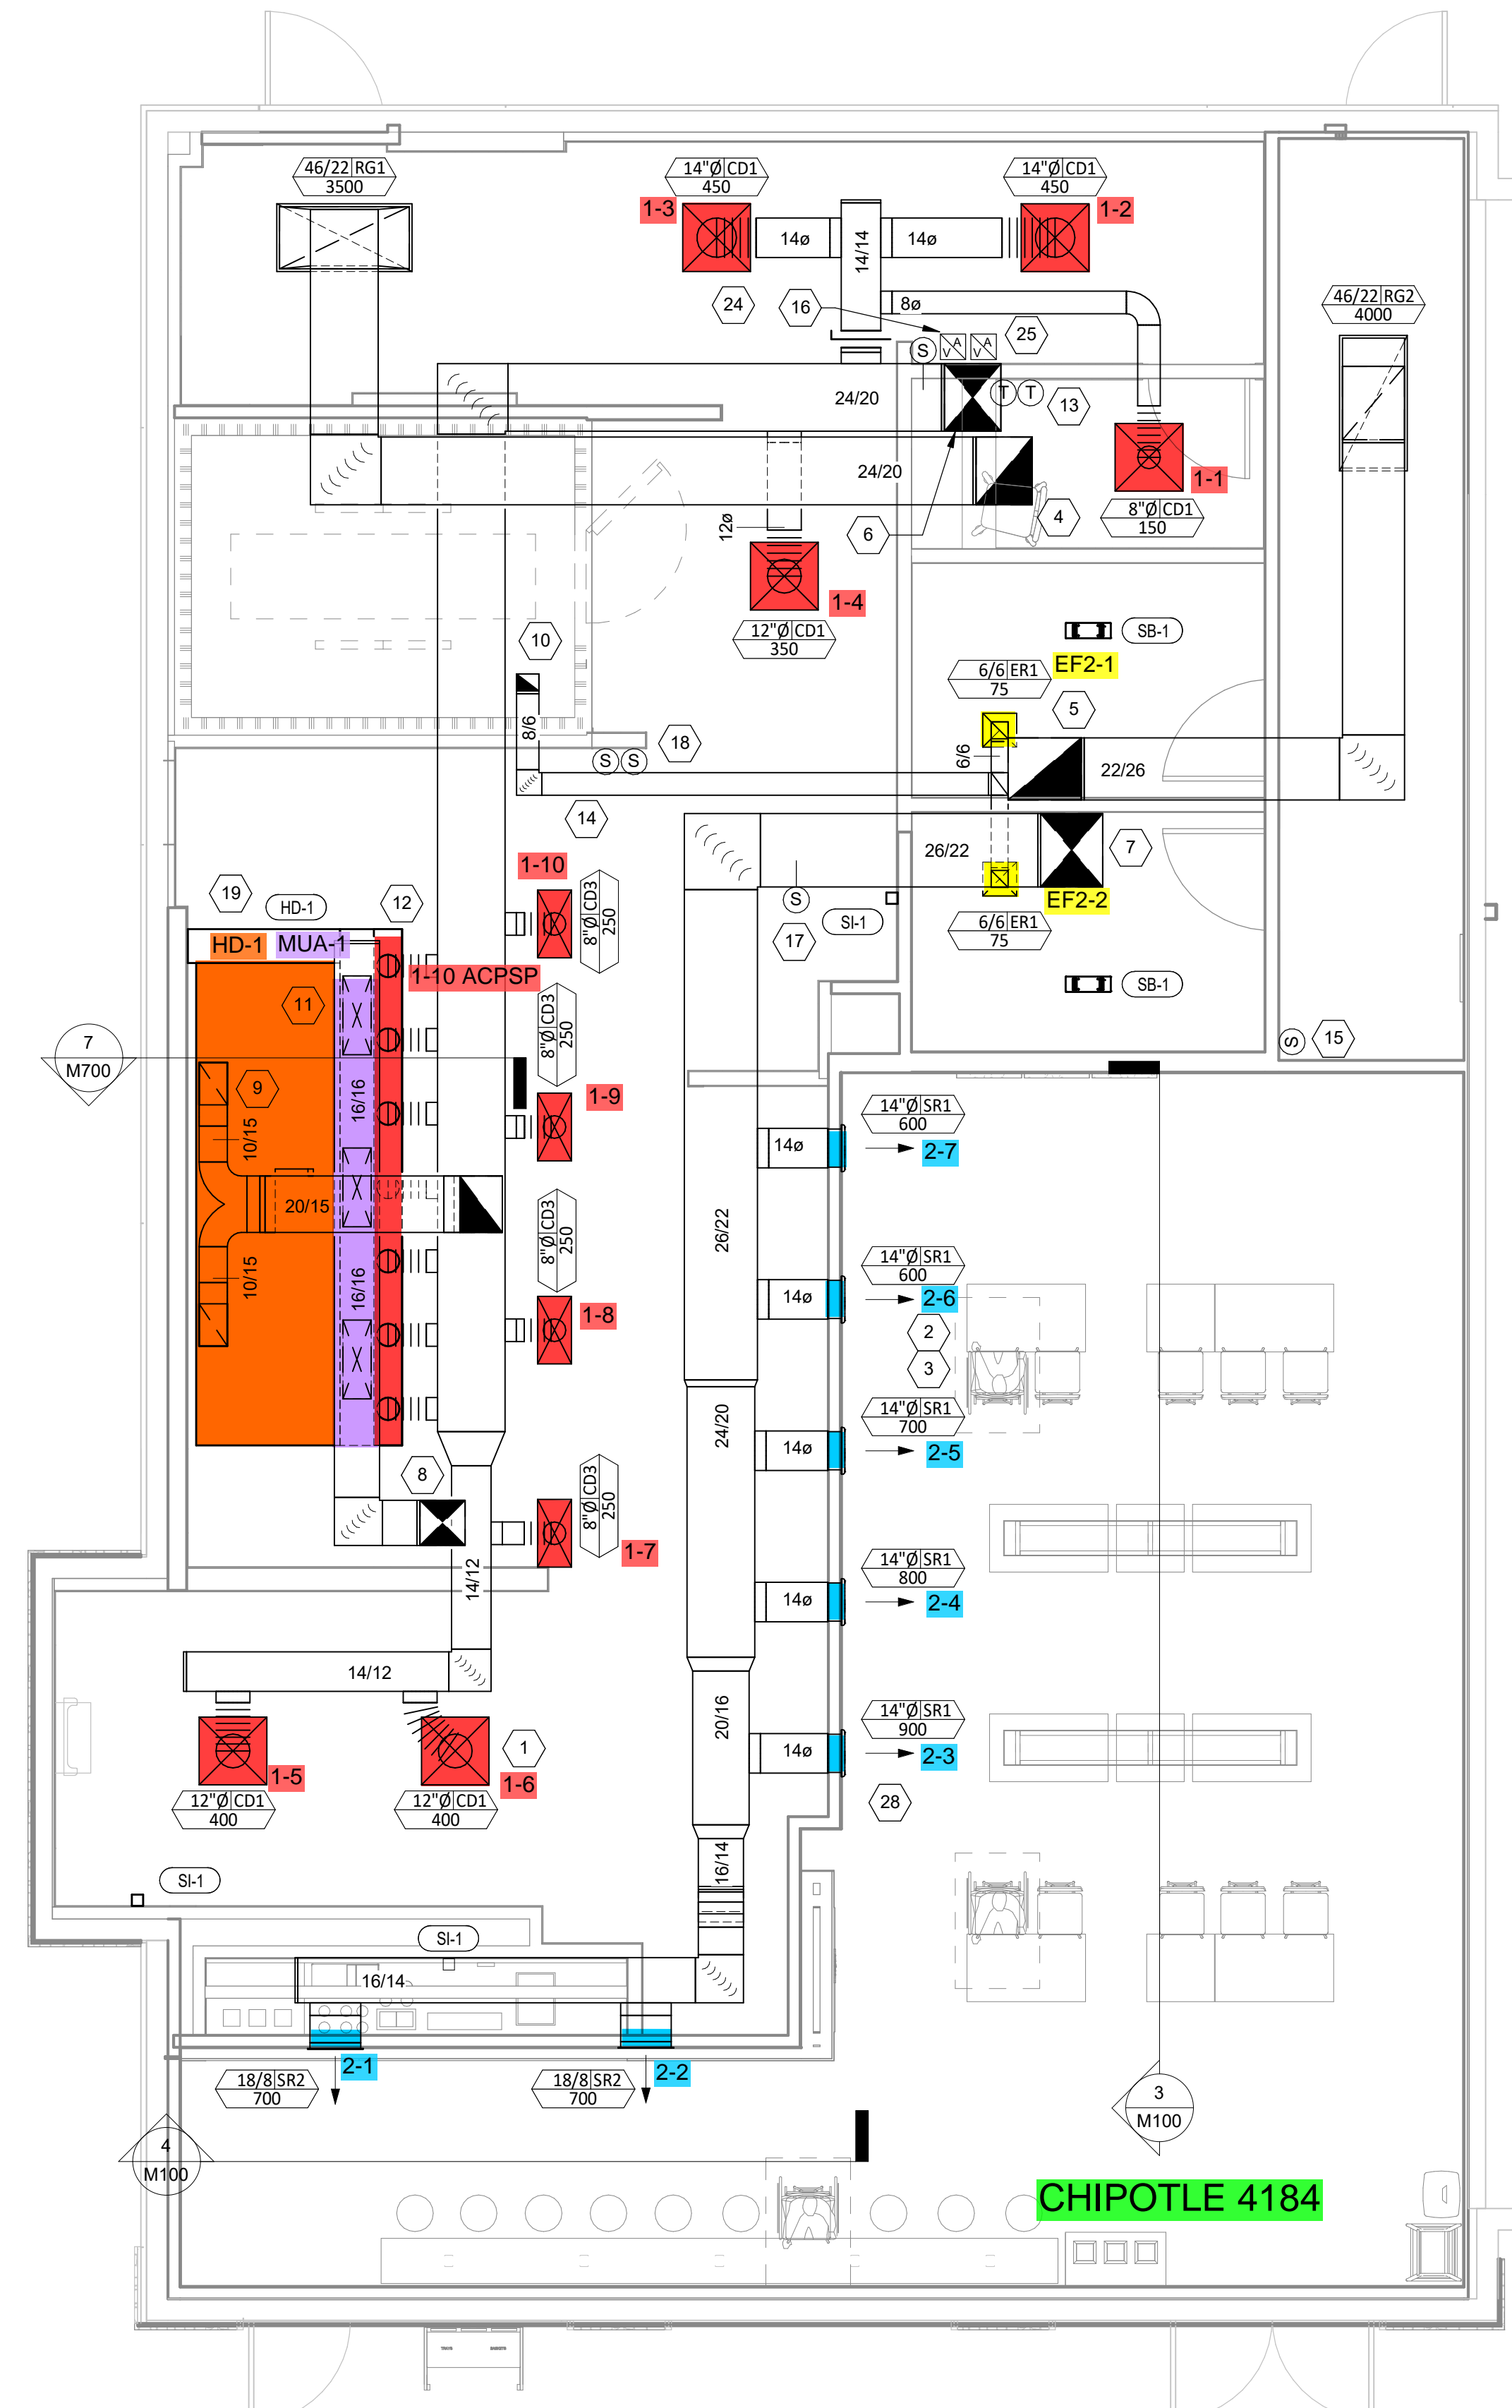 46/22 RG1
3500
14"Ø CD1
450
14"Ø CD1
450
1-3
1-2
14ø
14/14
14ø
24
16
8ø
25
46/22 RG2
4000
S
A
V
A
V
24/20
T
T
13
24/20
1-1
12ø
6
4
8"Ø CD1
150
1-4
12"Ø CD1
350
10
SB-1
EF2-1
6/6 ER1
75
5
8/6
18
S
S
6/6
22/26
14
26/22
7
1-10
8"Ø CD3
250
19
HD-1
12
S
SI-1
EF2-2
6/6 ER1
75
17
HD-1
MUA-1
1-10 ACPSP
11
SB-1
8"Ø CD3
250
S
15
7
M700
9
16/16
1-9
10/15
14"Ø SR1
600
14ø
2-7
20/15
8"Ø CD3
250
26/22
10/15
16/16
14"Ø SR1
600
14ø
2-6
1-8
2
3
24/20
14"Ø SR1
700
14ø
2-5
8
8"Ø CD3
250
1-7
14/12
14"Ø SR1
800
14ø
2-4
14/12
20/16
14"Ø SR1
900
14ø
2-3
1
1-5
1-6
12"Ø CD1
400
12"Ø CD1
400
28
16/14
SI-1
SI-1
16/14
2-1
2-2
18/8 SR2
700
18/8 SR2
700
3
M100
4
M100
CHIPOTLE 4184